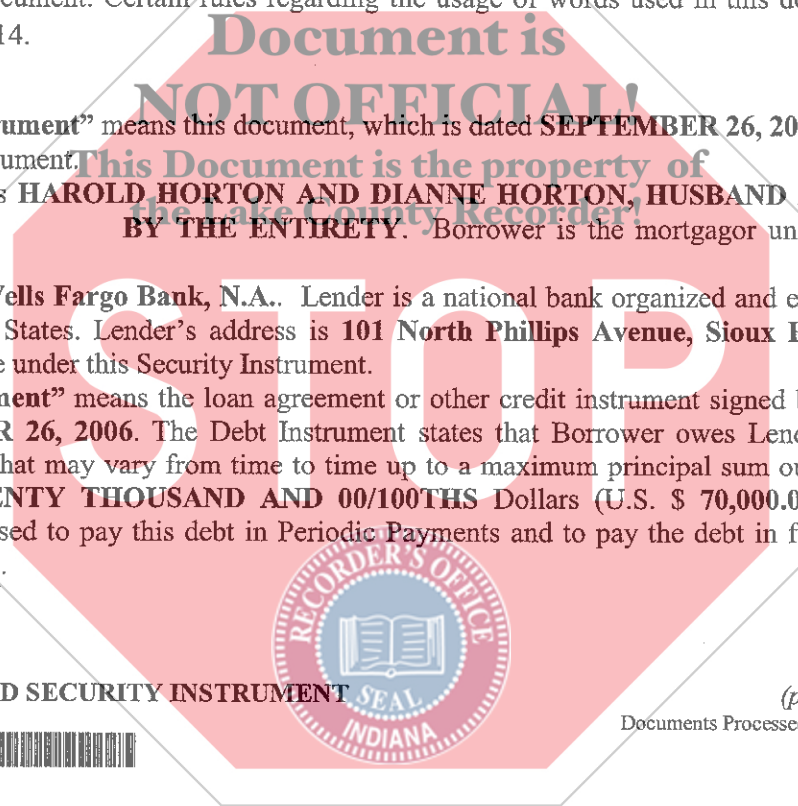 ocument. Certain rules regarding the usage of words used in this do
14.
Document is
NOT OFFICIAL!
rument” means this document, which is dated SEPTEMBER 26, 20
ument.
This Document is the property of
s HAROLD HORTON AND DIANNE HORTON, HUSBAND
the Lake County Recorder!
BY THE ENTIRETY. Borrower is the mortgagor un
Wells Fargo Bank, N.A.. Lender is a national bank organized and e
States. Lender's address is 101 North Phillips Avenue, Sioux F
e under this Security Instrument.
ment” means the loan agreement or other credit instrument signed b
R 26, 2006. The Debt Instrument states that Borrower owes Lend
hat may vary from time to time up to a maximum principal sum ou
ENTY THOUSAND AND 00/100THS Dollars (U.S. $ 70,000.0
sed to pay this debt in Periodic Payments and to pay the debt in f
STOP
RECORDER'S OFFICE
SEAL
INDIANA
D SECURITY INSTRUMENT
(p
Documents Processe